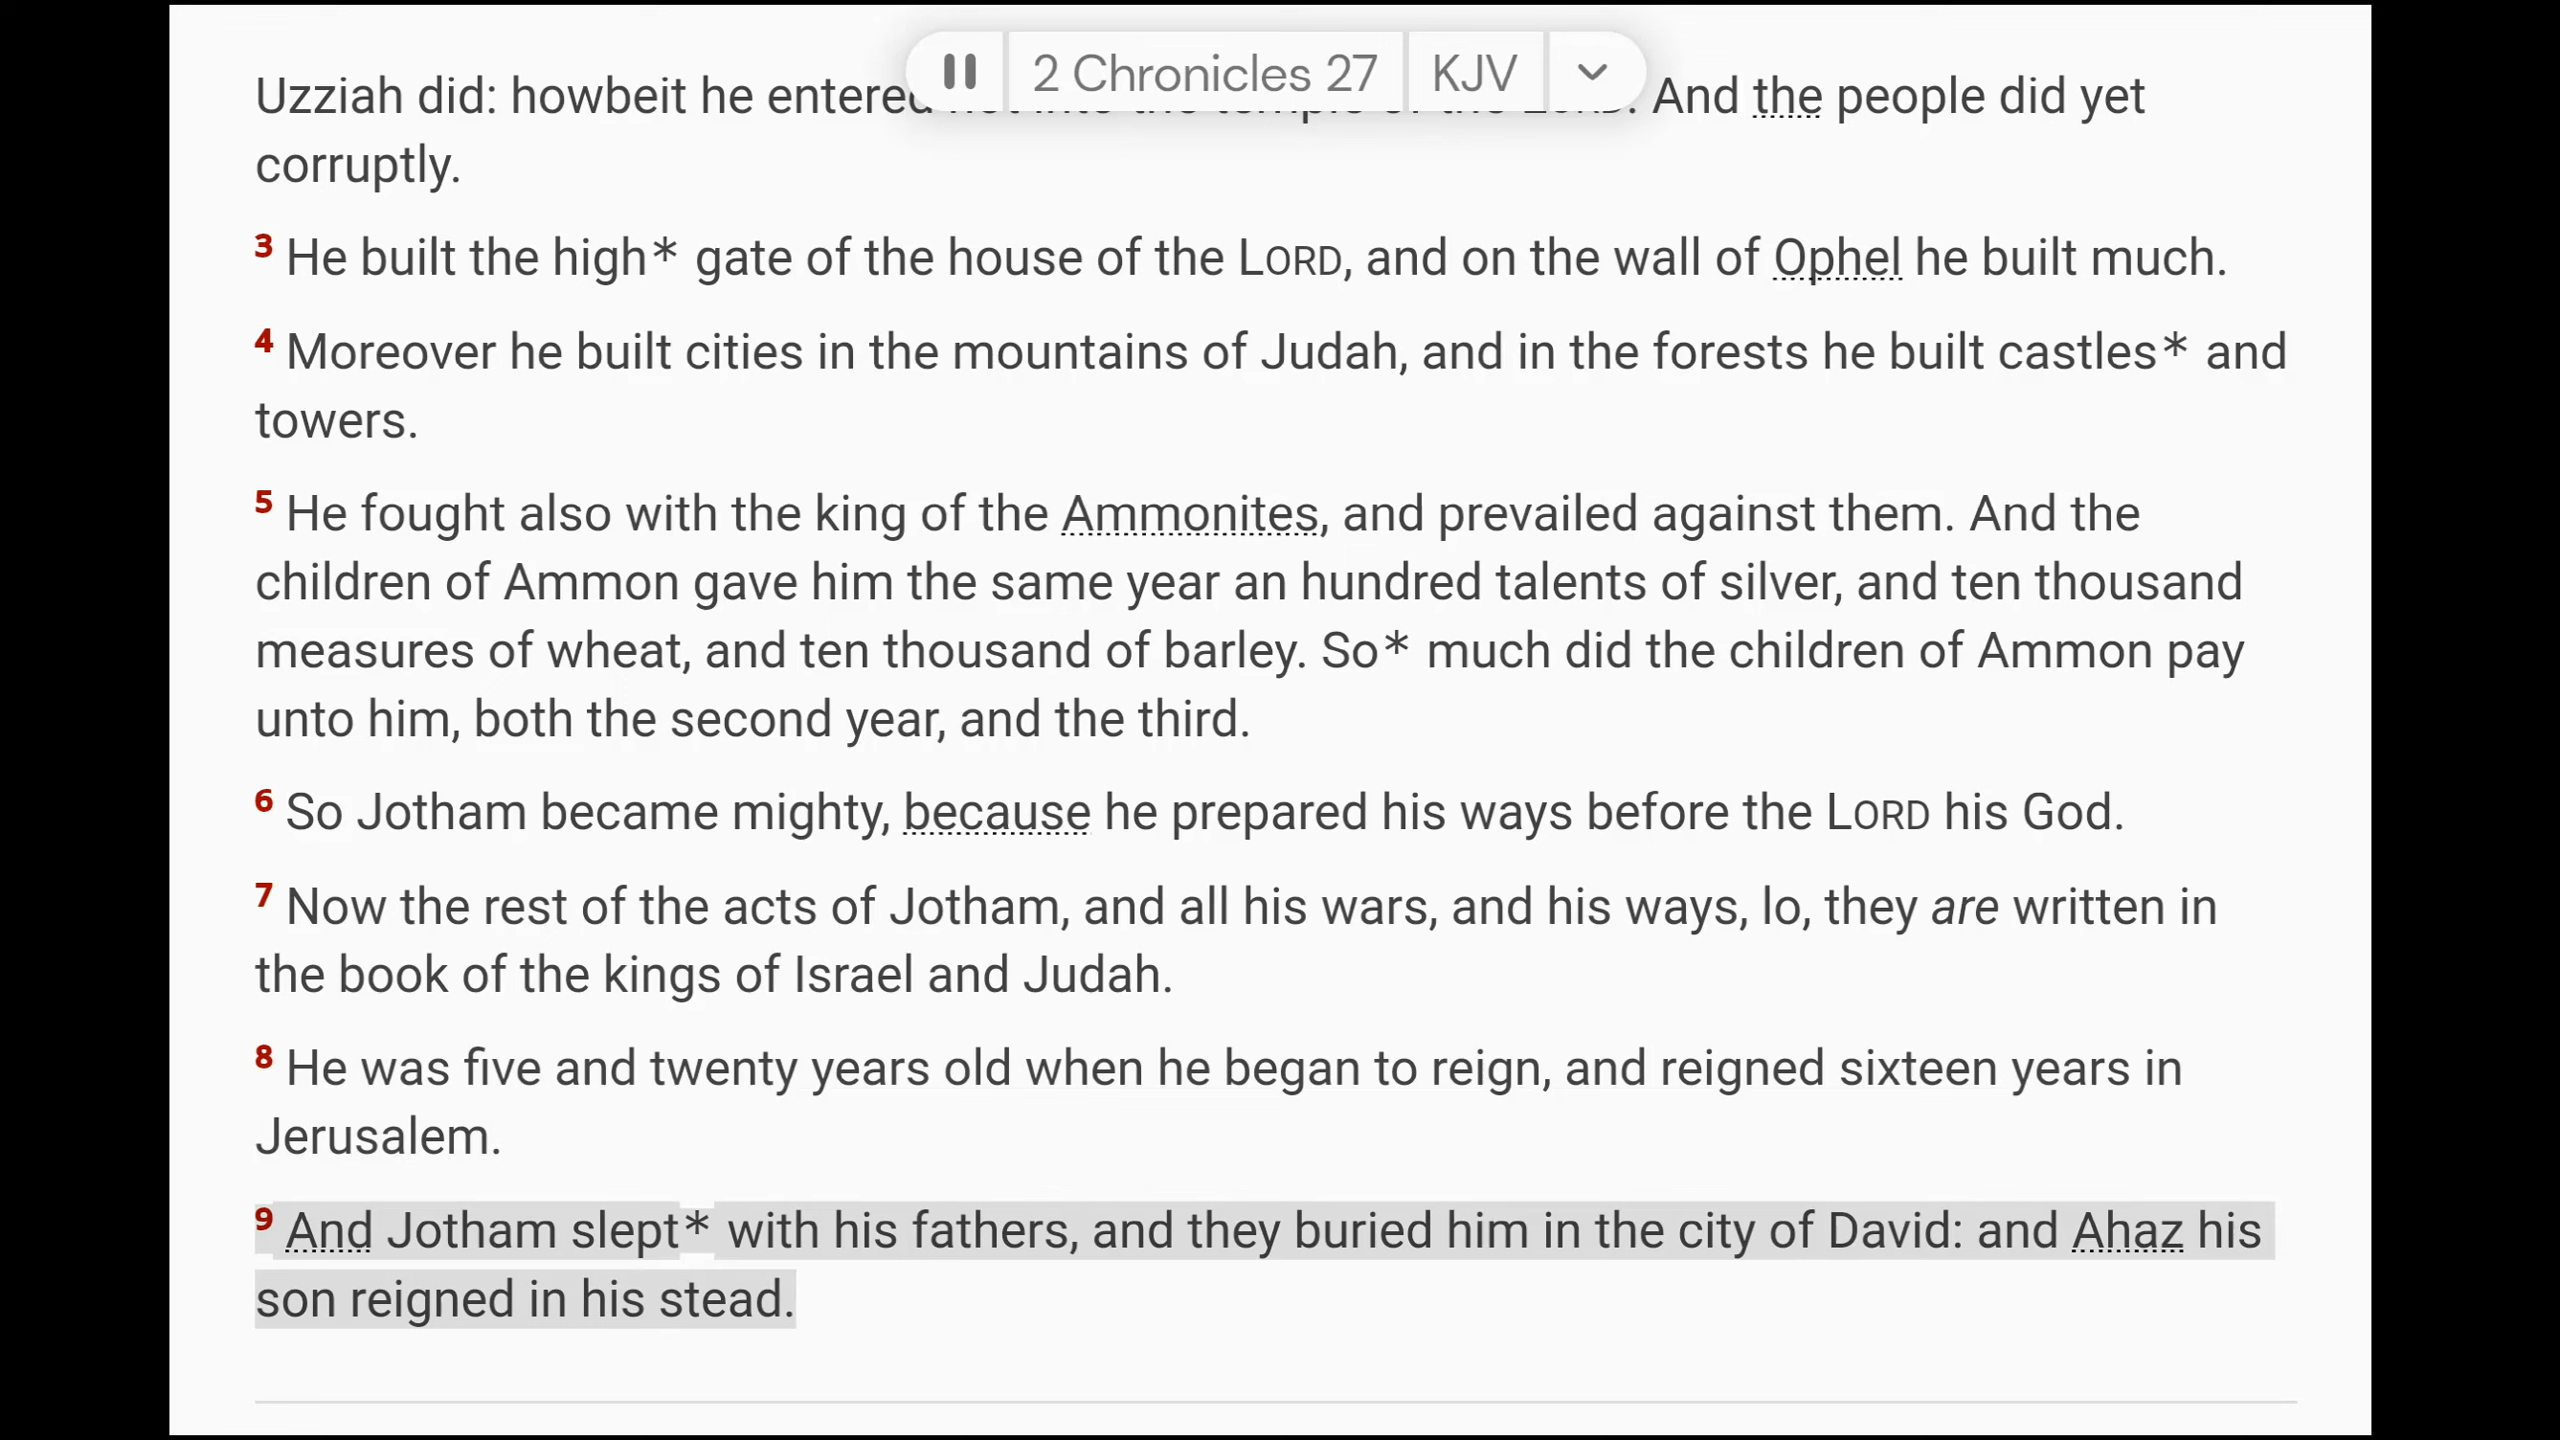 2 Chronicles 27 KJV
Uzziah did: howbeit he entered And the people did yet
corruptly.
3 He built the high* gate of the house of the LORD, and on the wall of Ophel he built much.
4 Moreover he built cities in the mountains of Judah, and in the forests he built castles* and
towers.
5 He fought also with the king of the Ammonites, and prevailed against them. And the
children of Ammon gave him the same year an hundred talents of silver, and ten thousand
measures of wheat, and ten thousand of barley. So* much did the children of Ammon pay
unto him, both the second year, and the third.
6 So Jotham became mighty, because he prepared his ways before the LORD his God.
7 Now the rest of the acts of Jotham, and all his wars, and his ways, lo, they are written in
the book of the kings of Israel and Judah.
8 He was five and twenty years old when he began to reign, and reigned sixteen years in
Jerusalem.
9 And Jotham slept* with his fathers, and they buried him in the city of David: and Ahaz his
son reigned in his stead.